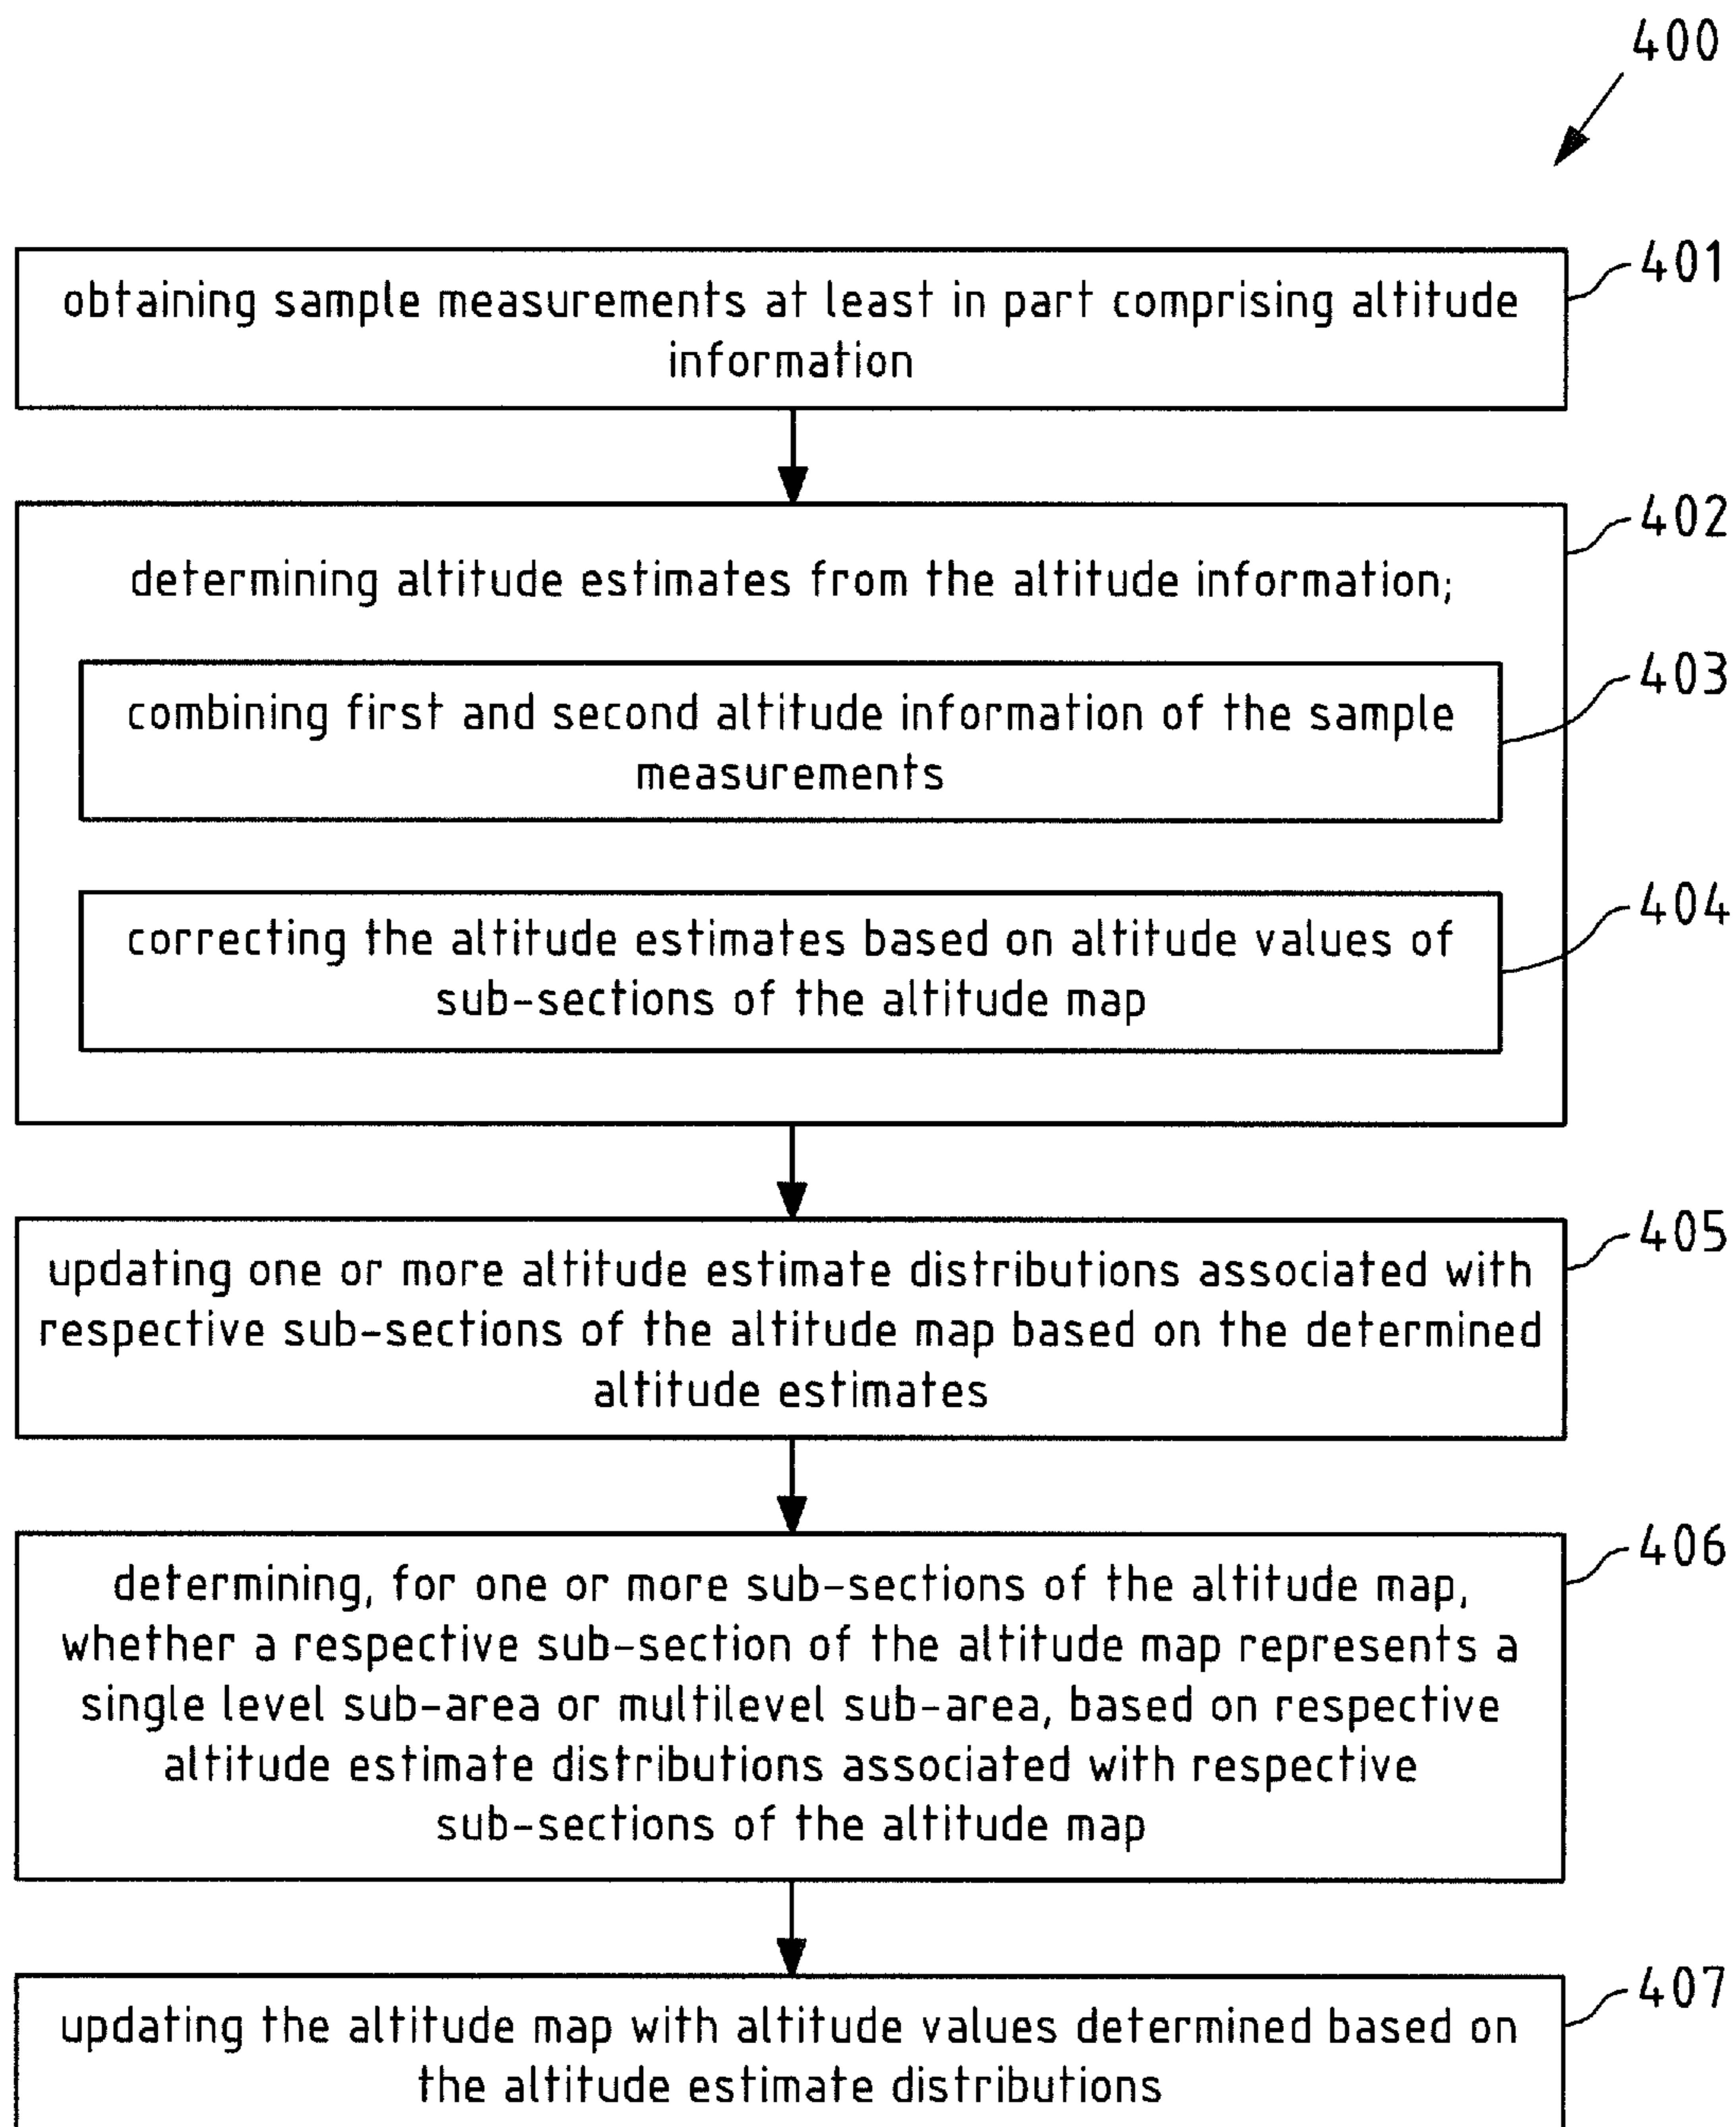 400
401
obtaining sample measurements at least in part comprising altitude
information
402
determining altitude estimates from the altitude information;
403
combining first and second altitude information of the sample
measurements
404
correcting the altitude estimates based on altitude values of
sub-sections of the altitude map
405
updating one or more altitude estimate distributions associated with
respective sub-sections of the altitude map based on the determined
altitude estimates
406
determining, for one or more sub-sections of the altitude map,
whether a respective sub-section of the altitude map represents a
single level sub-area or multilevel sub-area, based on respective
altitude estimate distributions associated with respective
sub-sections of the altitude map
407
updating the altitude map with altitude values determined based on
the altitude estimate distributions